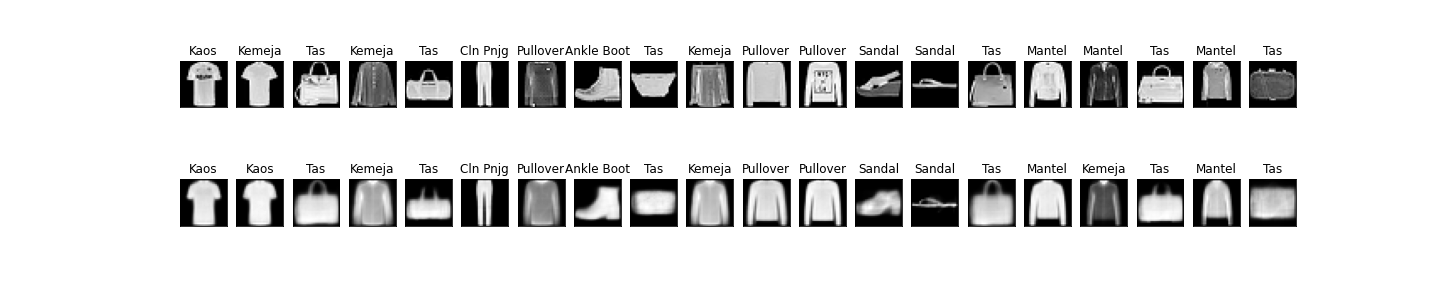 Kaos Kemeja Tas Kemeja Tas Cln Pnjg Pullover Ankle Boot Tas Kemeja Pullover Pullover Sandal Sandal Tas Mantel Mantel Tas Mantel Tas
Kaos Kaos Tas Kemeja Tas Cln Pnjg Pullover Ankle Boot Tas Kemeja Pullover Pullover Sandal Sandal Tas Mantel Kemeja Tas Mantel Tas